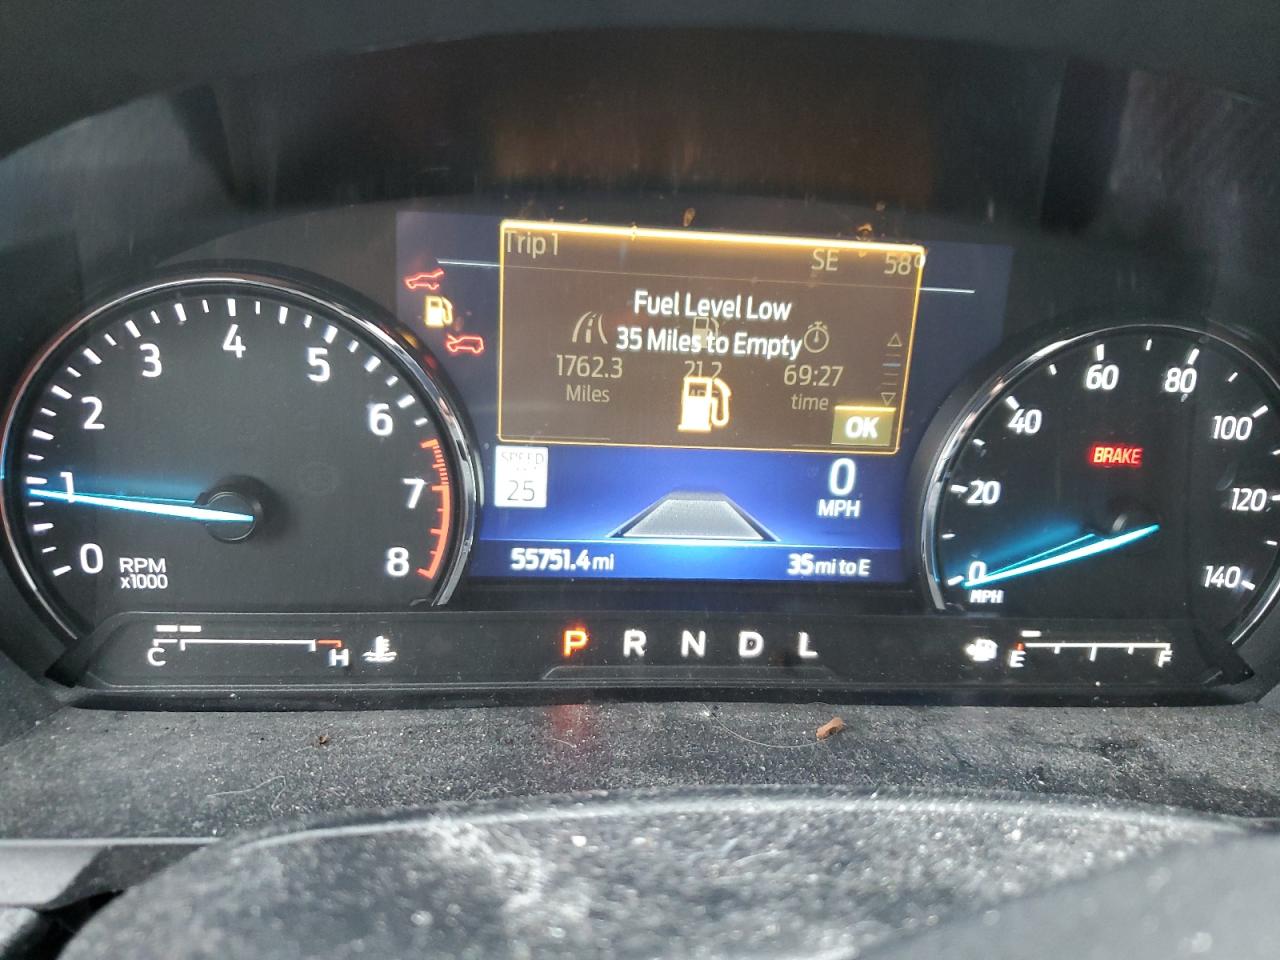 Trip 1
SE 58°
Fuel Level Low
35 Miles to Empty
1762.3 21.2 69:27
Miles time
OK
SPEED
25
0
MPH
55751.4 mi 35 mi to E
0 1 2 3 4 5 6 7 8
RPM
x1000
0 20 40 60 80 100 120 140
MPH
BRAKE
C H
P R N D L
E F